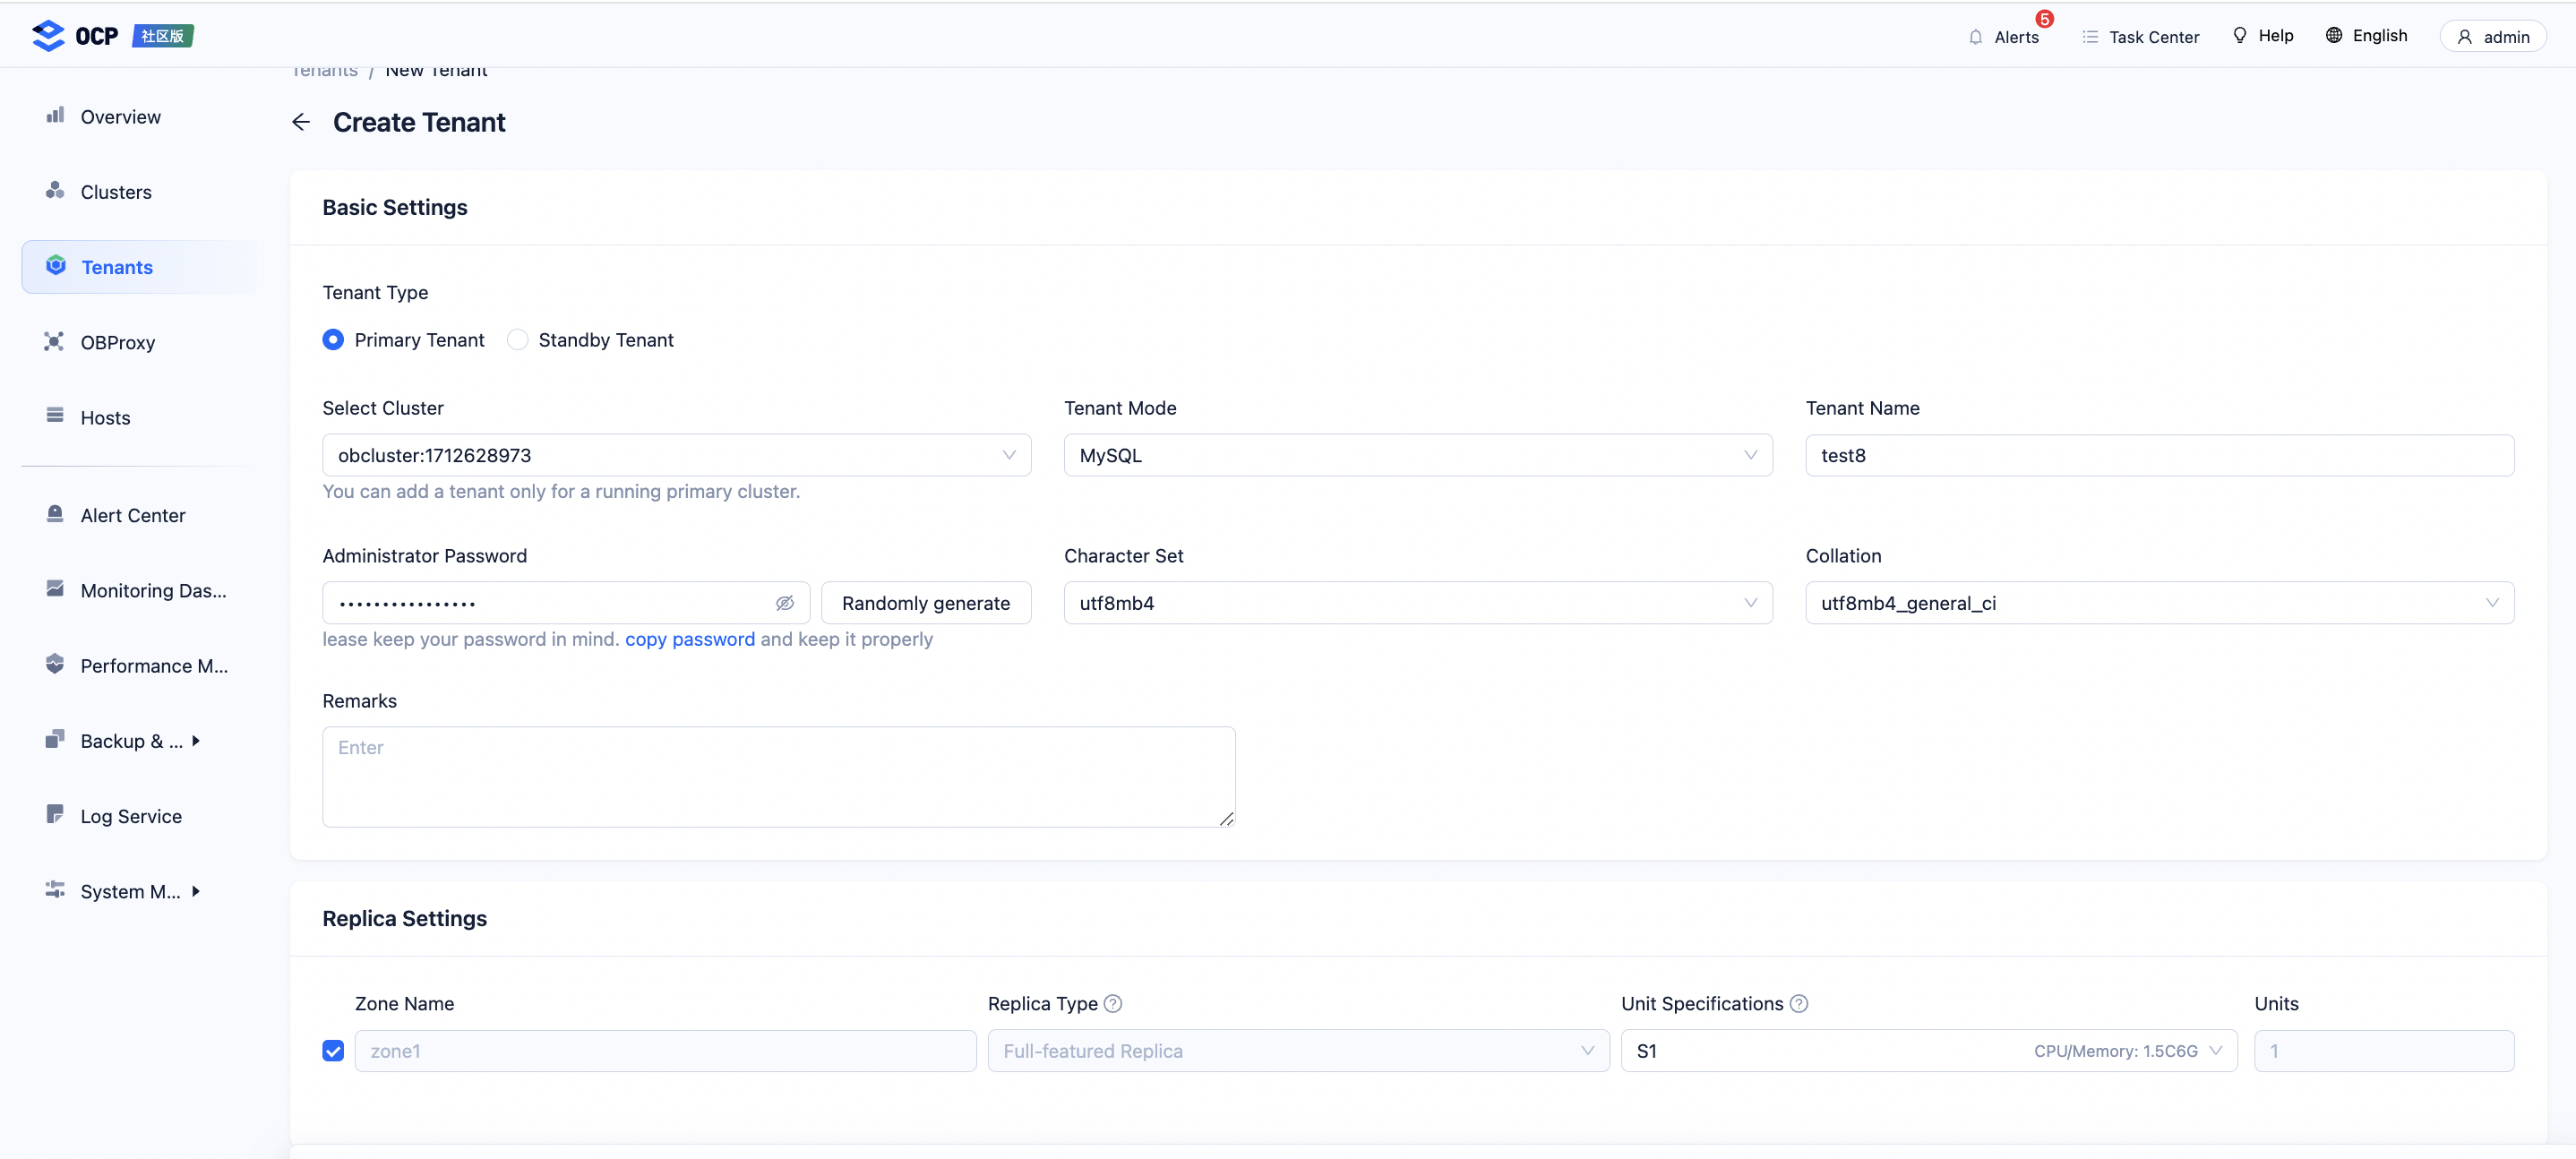 OCP 社区版
Alerts 5
Task Center
Help
English
admin
Tenants / New Tenant
Create Tenant
Overview
Clusters
Tenants
OBProxy
Hosts
Alert Center
Monitoring Das...
Performance M...
Backup & ...
Log Service
System M...
Basic Settings
Tenant Type
Primary Tenant
Standby Tenant
Select Cluster
Tenant Mode
Tenant Name
obcluster:1712628973
MySQL
test8
You can add a tenant only for a running primary cluster.
Administrator Password
Character Set
Collation
••••••••••••••••
Randomly generate
utf8mb4
utf8mb4_general_ci
lease keep your password in mind. copy password and keep it properly
Remarks
Enter
Replica Settings
Zone Name
Replica Type
Unit Specifications
Units
zone1
Full-featured Replica
S1
CPU/Memory: 1.5C6G
1